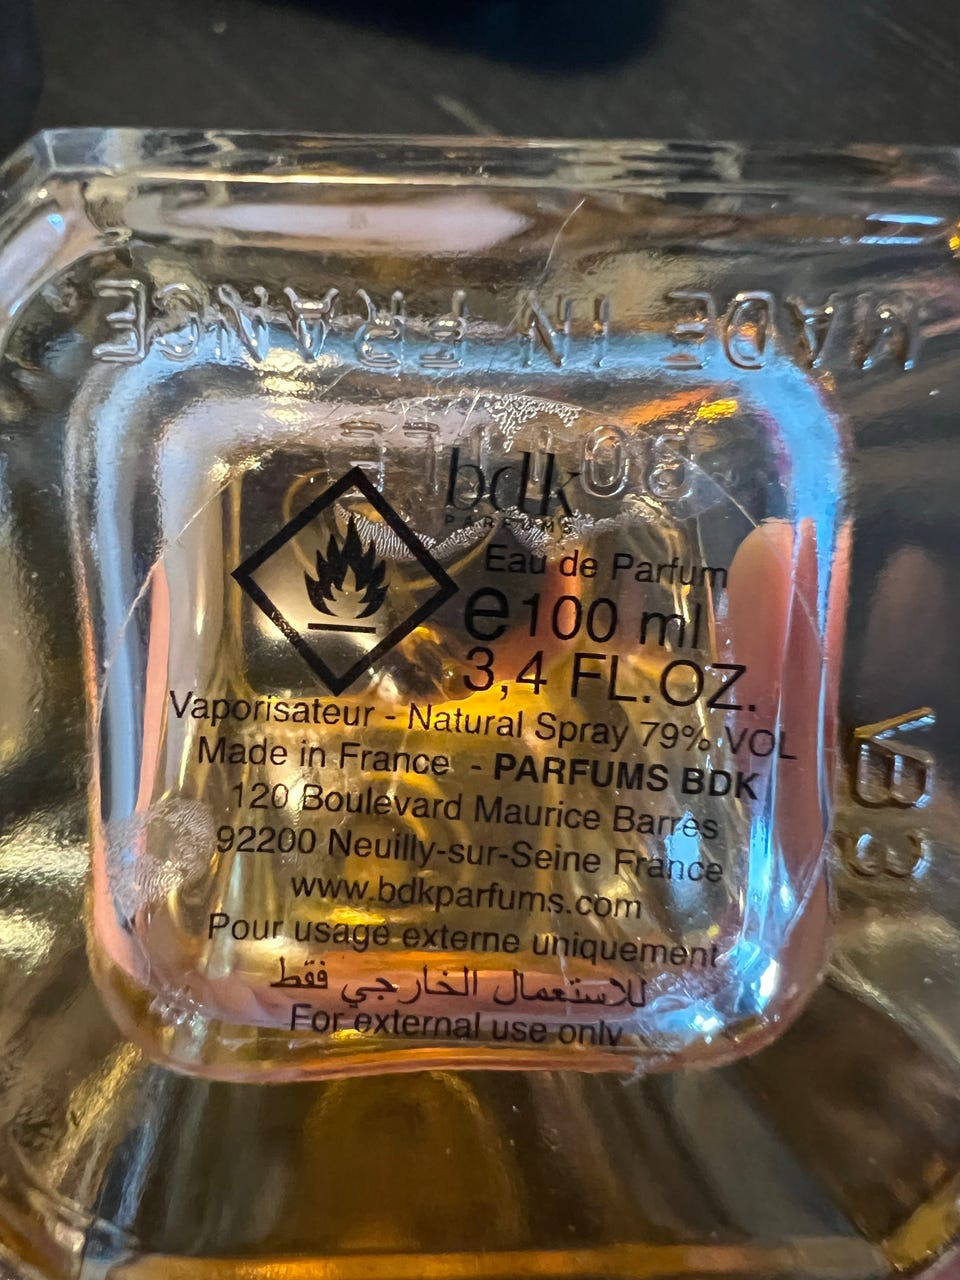 MADE IN FRANCE
BOTTLE
bdk
PARFUMS
Eau de Parfum
e 100 ml
3,4 FL.OZ.
Vaporisateur - Natural Spray 79% VOL
Made in France - PARFUMS BDK
120 Boulevard Maurice Barrès
92200 Neuilly-sur-Seine France
www.bdkparfums.com
Pour usage externe uniquement
للاستعمال الخارجي فقط
For external use only